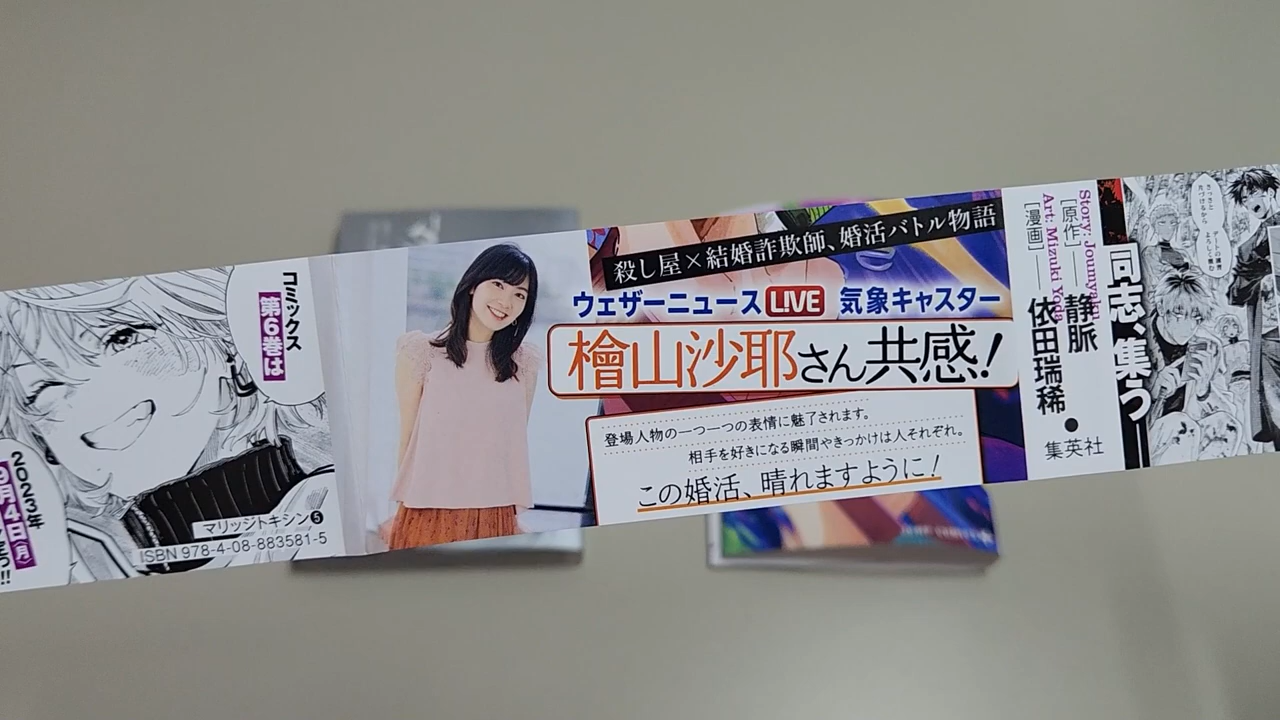 コミックス
第6巻は
2023年
9月4日(月)
マリッジトキシン❺
ISBN 978-4-08-883581-5
殺し屋×結婚詐欺師、婚活バトル物語
ウェザーニュース LIVE 気象キャスター
檜山沙耶さん共感!
登場人物の一つ一つの表情に魅了されます。
相手を好きになる瞬間やきっかけは人それぞれ。
この婚活、晴れますように!
Story: Joumyaku
Art: Mizuki Yoda
[原作]――静脈
[漫画]――依田瑞稀
●
集英社
同志、集う